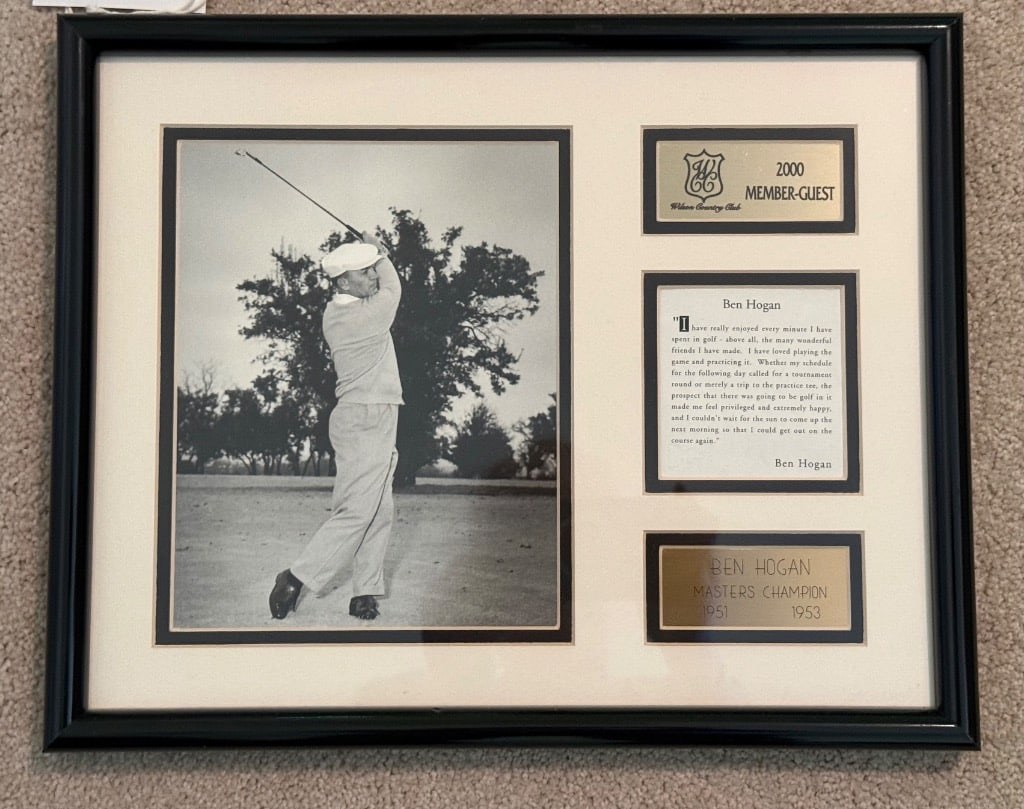 2000
MEMBER-GUEST
WCC
Wilson Country Club
Ben Hogan
"I have really enjoyed every minute I have
spent in golf - above all, the many wonderful
friends I have made. I have loved playing the
game and practicing it. Whether my schedule
for the following day called for a tournament
round or merely a trip to the practice tee, the
prospect that there was going to be golf in it
made me feel privileged and extremely happy,
and I couldn't wait for the sun to come up the
next morning so that I could get out on the
course again."
Ben Hogan
BEN HOGAN
MASTERS CHAMPION
1951 1953